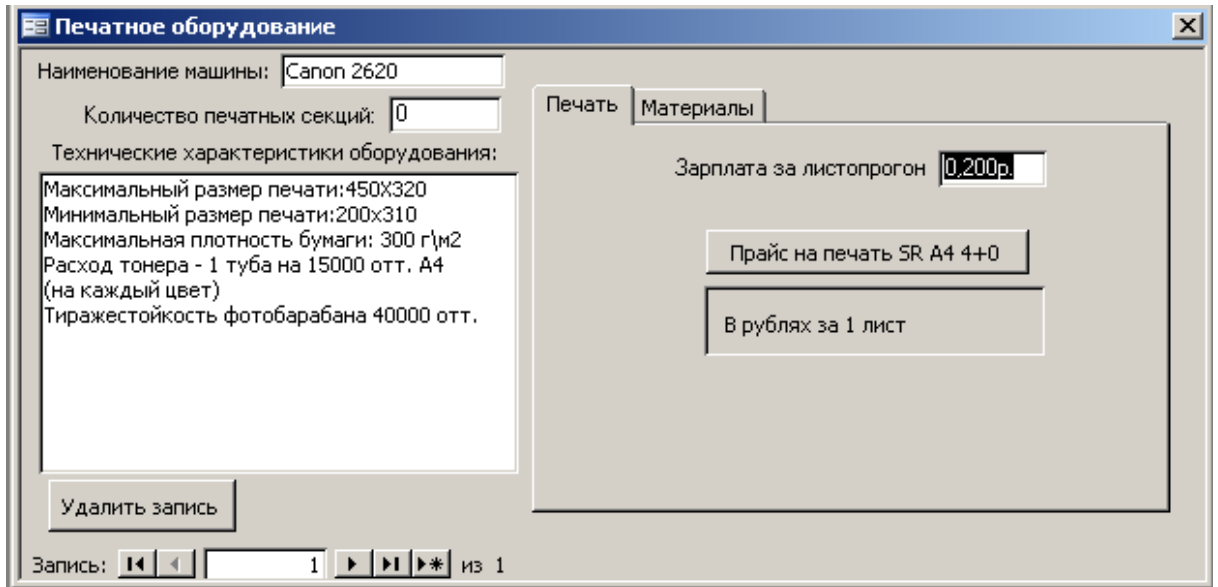 Печатное оборудование
Наименование машины: Canon 2620
Количество печатных секций: 0
Технические характеристики оборудования:
Максимальный размер печати:450X320
Минимальный размер печати:200x310
Максимальная плотность бумаги: 300 г\м2
Расход тонера - 1 туба на 15000 отт. А4
(на каждый цвет)
Тиражестойкость фотобарабана 40000 отт.
Удалить запись
Печать Материалы
Зарплата за листопрогон 0,200р.
Прайс на печать SR A4 4+0
В рублях за 1 лист
Запись: 1 из 1